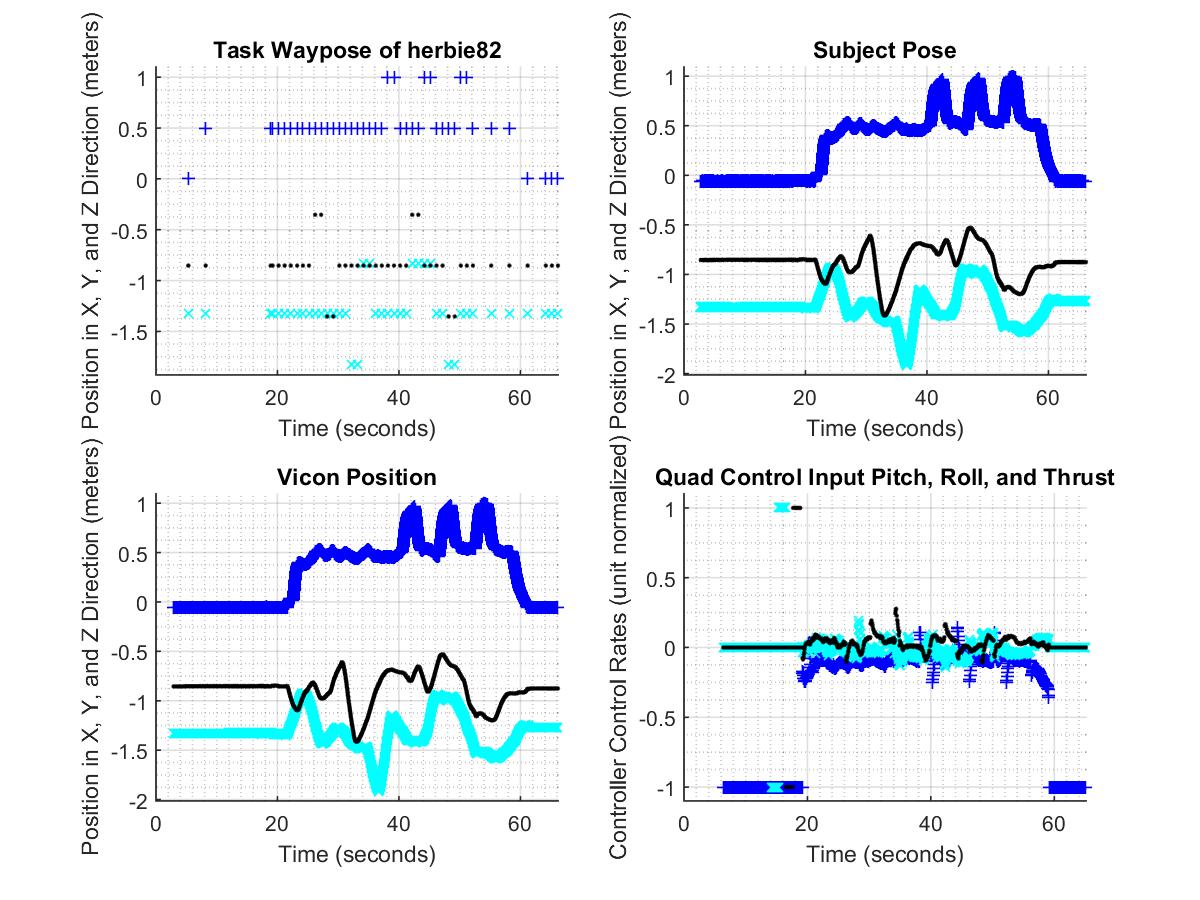 Task Waypose of herbie82
Position in X, Y, and Z Direction (meters)
1
0.5
0
-0.5
-1
-1.5
0 20 40 60
Time (seconds)
Subject Pose
Position in X, Y, and Z Direction (meters)
1
0.5
0
-0.5
-1
-1.5
-2
0 20 40 60
Time (seconds)
Vicon Position
Position in X, Y, and Z Direction (meters)
1
0.5
0
-0.5
-1
-1.5
-2
0 20 40 60
Time (seconds)
Quad Control Input Pitch, Roll, and Thrust
Controller Control Rates (unit normalized)
1
0.5
0
-0.5
-1
0 20 40 60
Time (seconds)